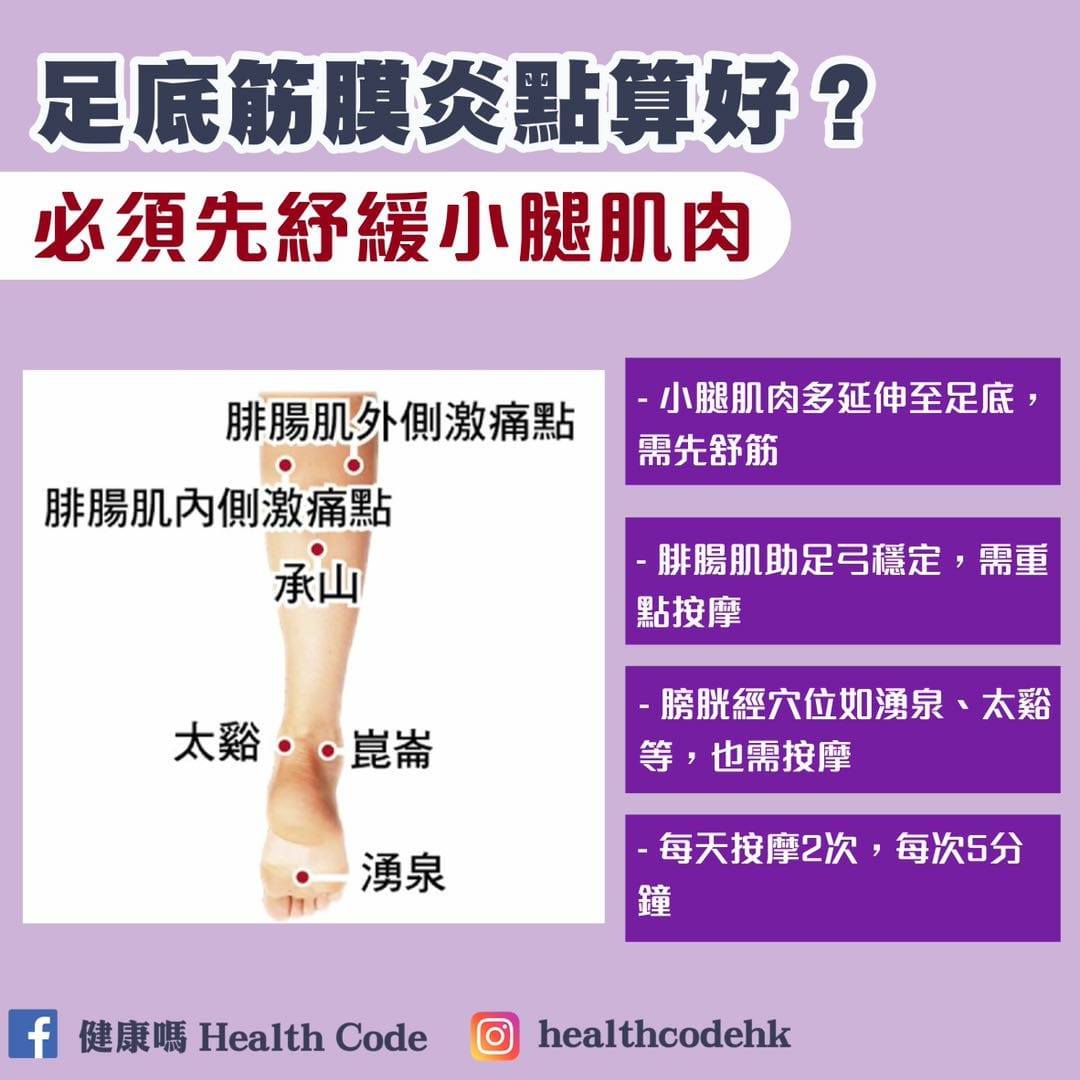 足底筋膜炎點算好？
必須先紓緩小腿肌肉
腓腸肌外側激痛點
腓腸肌內側激痛點
承山
太谿
崑崙
湧泉
- 小腿肌肉多延伸至足底，
需先舒筋
- 腓腸肌助足弓穩定，需重
點按摩
- 膀胱經穴位如湧泉、太谿
等，也需按摩
- 每天按摩2次，每次5分
鐘
健康嗎 Health Code
healthcodehk